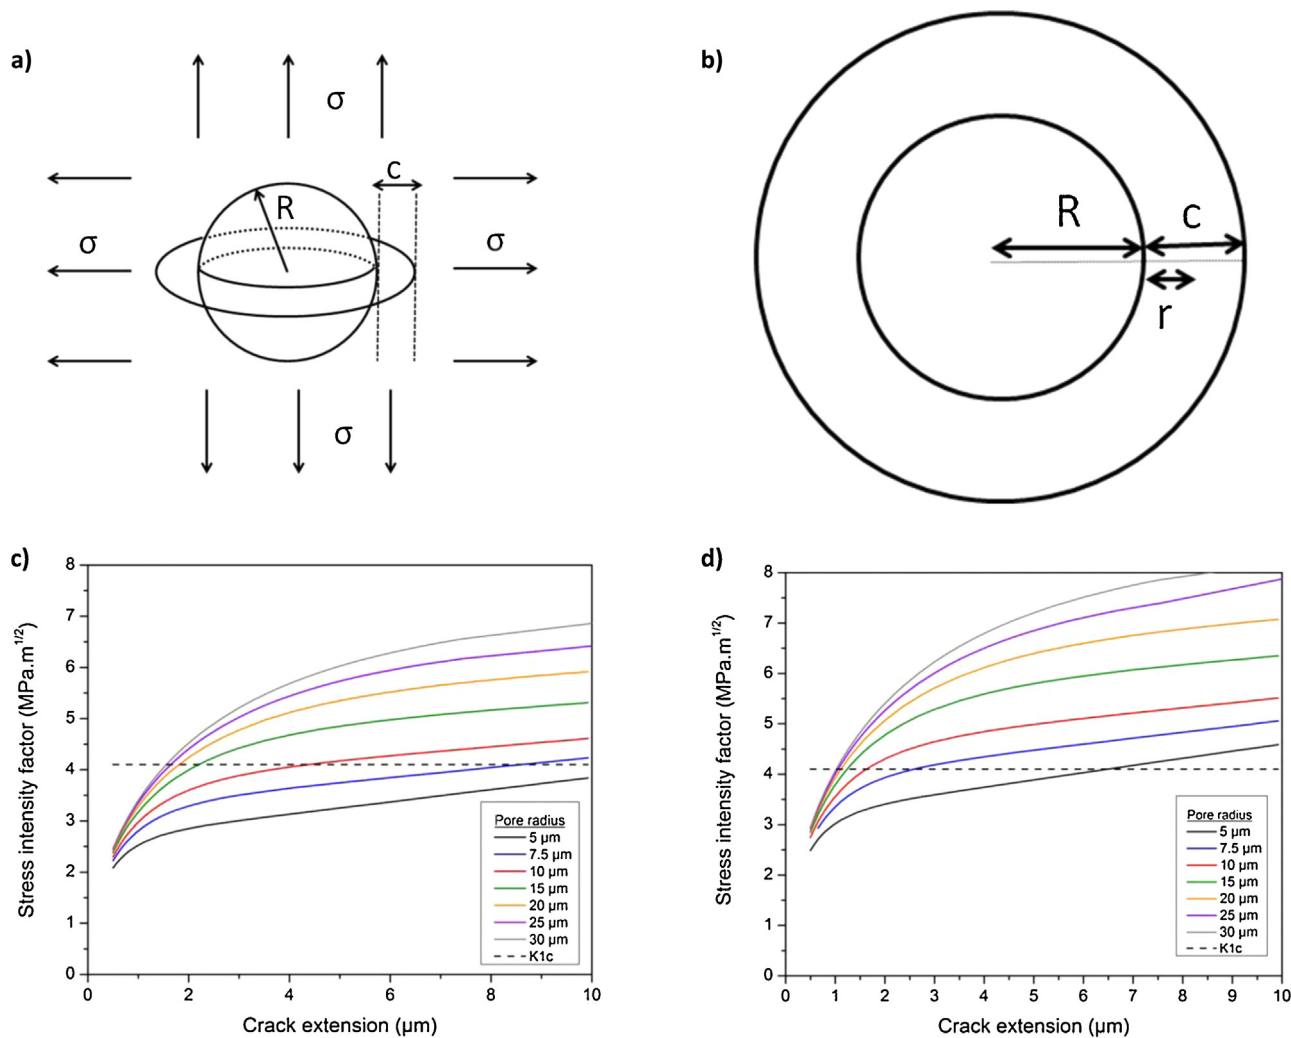 a)
σ
c
R
σ
σ
σ
b)
R
c
r
c)
Stress intensity factor (MPa.m1/2)
8
7
6
5
4
3
2
1
0
0 2 4 6 8 10
Crack extension (µm)
Pore radius
5 µm
7.5 µm
10 µm
15 µm
20 µm
25 µm
30 µm
K1c
d)
Stress intensity factor (MPa.m1/2)
8
7
6
5
4
3
2
1
0
0 1 2 3 4 5 6 7 8 9 10
Crack extension (µm)
Pore radius
5 µm
7.5 µm
10 µm
15 µm
20 µm
25 µm
30 µm
K1c